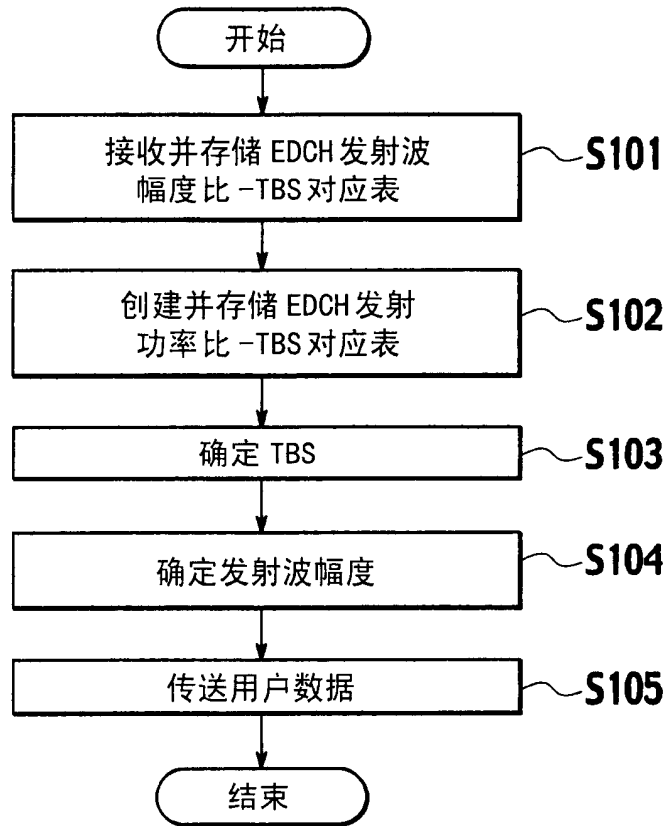 开始
接收并存储 EDCH 发射波
幅度比 -TBS 对应表
S101
创建并存储 EDCH 发射
功率比 -TBS 对应表
S102
确定 TBS
S103
确定发射波幅度
S104
传送用户数据
S105
结束